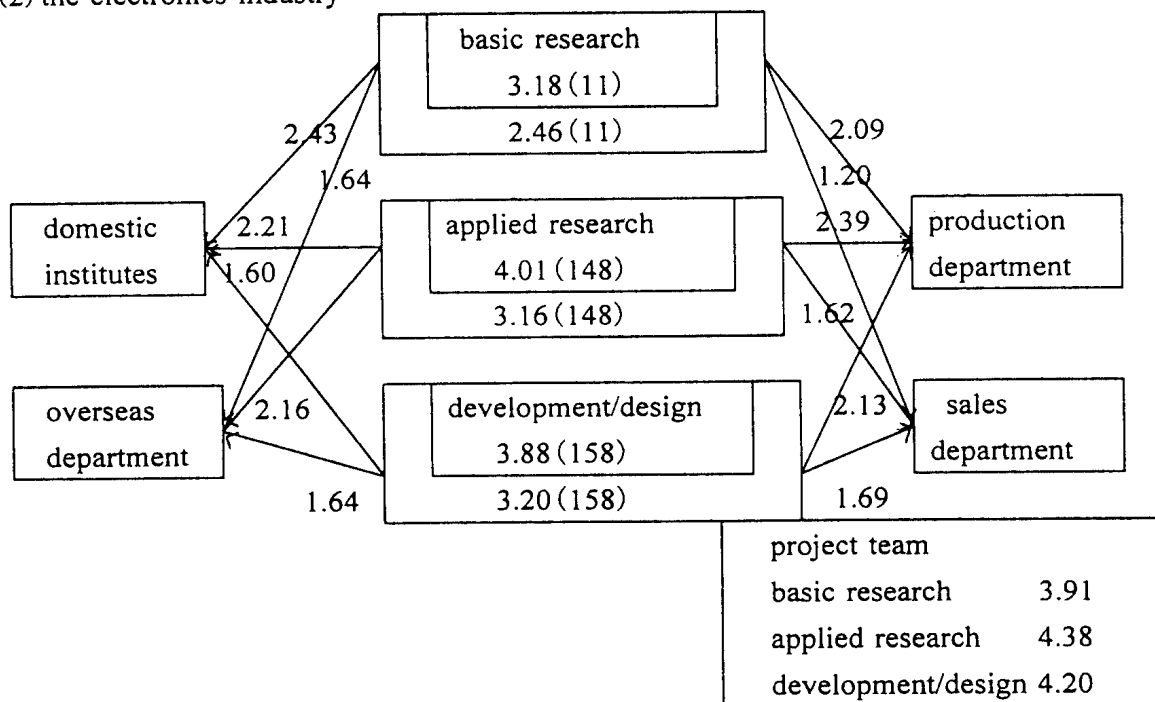 (2) the electronics industry
basic research
3.18(11)
2.46(11)
2.43
2.09
1.64
1.20
domestic
institutes
2.21
1.60
applied research
4.01(148)
3.16(148)
2.39
1.62
production
department
overseas
department
2.16
1.64
development/design
3.88(158)
3.20(158)
2.13
1.69
sales
department
project team
basic research 3.91
applied research 4.38
development/design 4.20